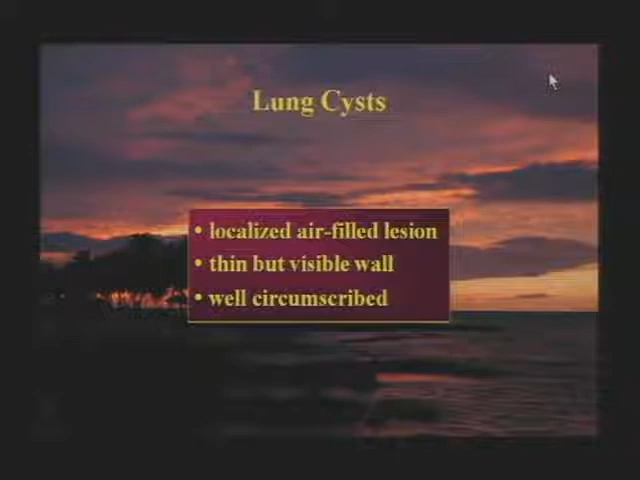 Lung Cysts
• localized air-filled lesion
• thin but visible wall
• well circumscribed